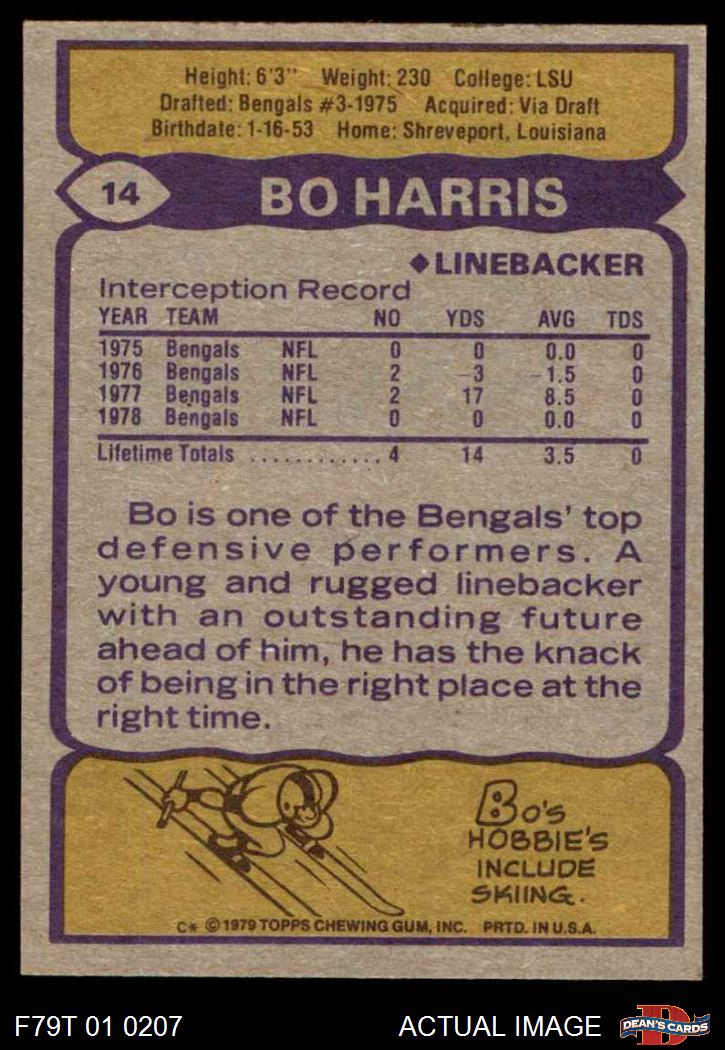 Height: 6'3" Weight: 230 College: LSU
Drafted: Bengals #3-1975 Acquired: Via Draft
Birthdate: 1-16-53 Home: Shreveport, Louisiana
14 BO HARRIS
◆LINEBACKER
Interception Record
YEAR TEAM NO YDS AVG TDS
1975 Bengals NFL 0 0 0.0 0
1976 Bengals NFL 2 -3 -1.5 0
1977 Bengals NFL 2 17 8.5 0
1978 Bengals NFL 0 0 0.0 0
Lifetime Totals ............ 4 14 3.5 0
Bo is one of the Bengals' top
defensive performers. A
young and rugged linebacker
with an outstanding future
ahead of him, he has the knack
of being in the right place at the
right time.
Bo's
HOBBIE'S
INCLUDE
SKIING.
C* © 1979 TOPPS CHEWING GUM, INC. PRTD. IN U.S.A.
F79T 01 0207 ACTUAL IMAGE D DEAN'S CARDS